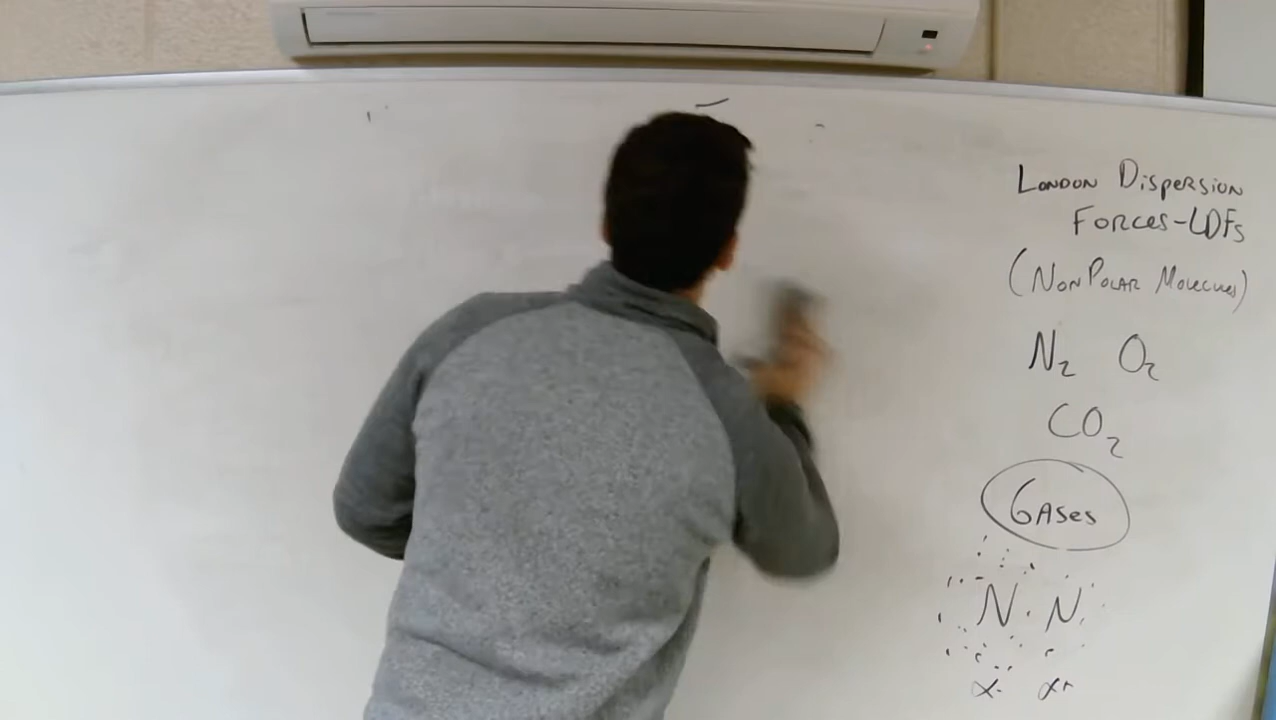 London Dispersion
Forces-LDFs
(NonPolar Molecules)
N2 O2
CO2
Gases
N N
α- α+